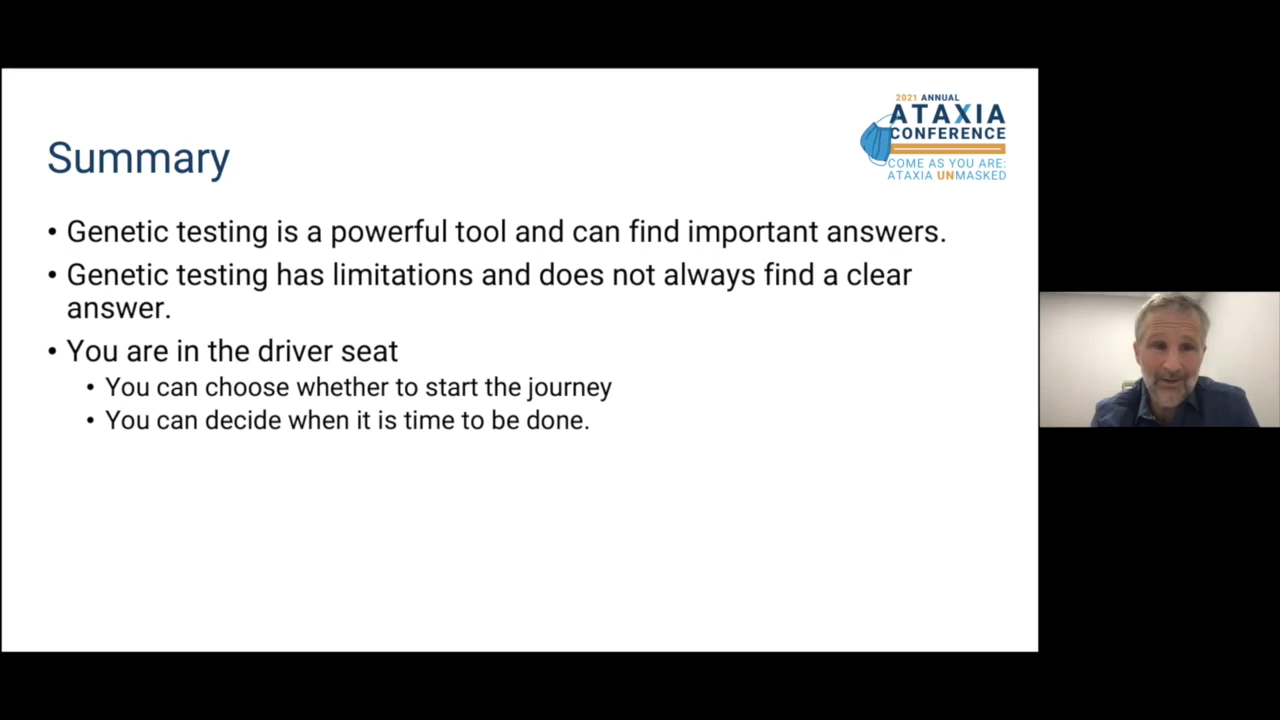 2021 ANNUAL
ATAXIA
CONFERENCE
COME AS YOU ARE:
ATAXIA UNMASKED
Summary
• Genetic testing is a powerful tool and can find important answers.
• Genetic testing has limitations and does not always find a clear
answer.
• You are in the driver seat
• You can choose whether to start the journey
• You can decide when it is time to be done.